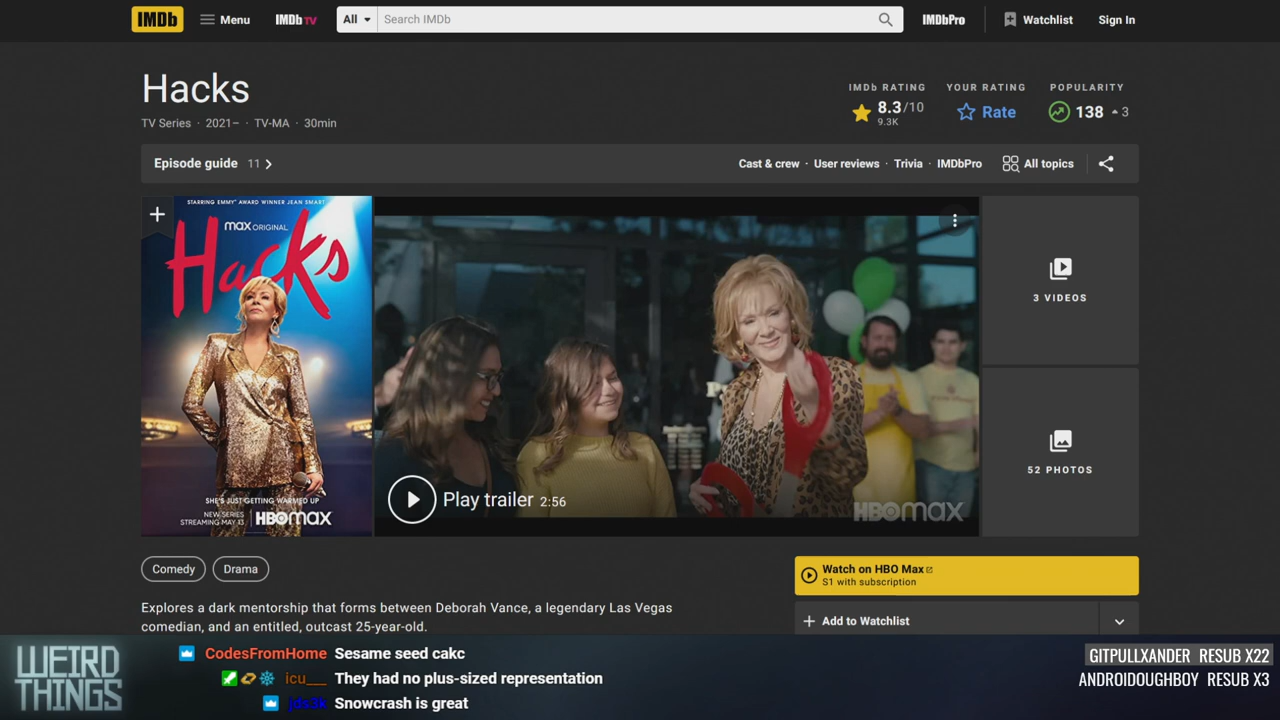 IMDb
Menu
IMDbTV
All
Search IMDb
IMDbPro
Watchlist
Sign In
Hacks
TV Series · 2021– · TV-MA · 30min
IMDb RATING
8.3/10
9.3K
YOUR RATING
Rate
POPULARITY
138
3
Episode guide 11
Cast & crew · User reviews · Trivia · IMDbPro
All topics
STARRING EMMY® AWARD WINNER JEAN SMART
max ORIGINAL
Hacks
SHE'S JUST GETTING WARMED UP
NEW SERIES
STREAMING MAY 13
HBOmax
Play trailer 2:56
HBOmax
3 VIDEOS
52 PHOTOS
Comedy
Drama
Watch on HBO Max
S1 with subscription
Explores a dark mentorship that forms between Deborah Vance, a legendary Las Vegas
comedian, and an entitled, outcast 25-year-old.
Add to Watchlist
WEIRD
THINGS
CodesFromHome Sesame seed cakc
icu___ They had no plus-sized representation
jds3k Snowcrash is great
GITPULLXANDER RESUB X22
ANDROIDOUGHBOY RESUB X3